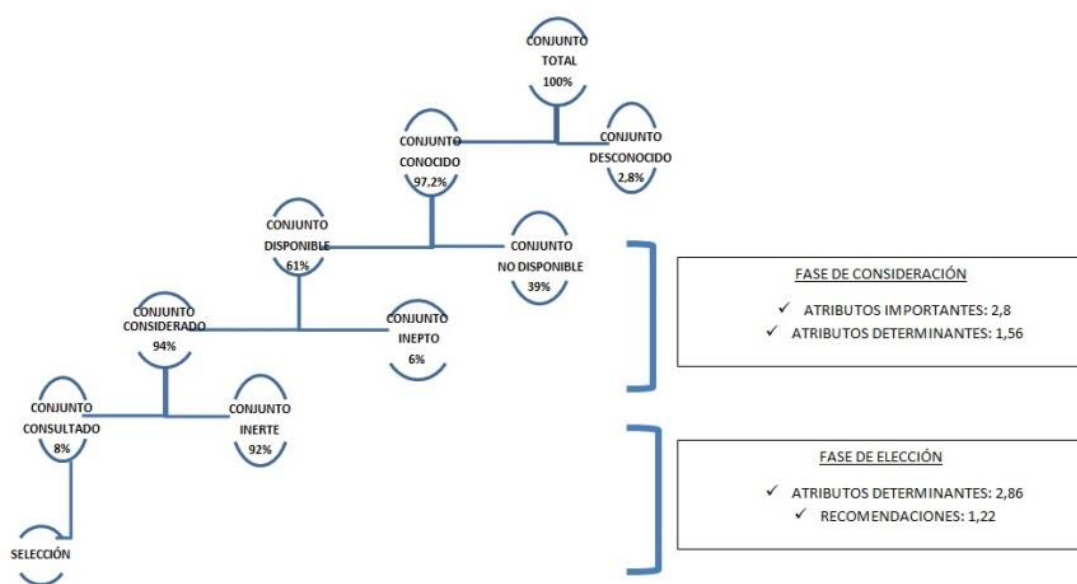 CONJUNTO
TOTAL
100%
CONJUNTO
CONOCIDO
97,2%
CONJUNTO
DESCONOCIDO
2,8%
CONJUNTO
DISPONIBLE
61%
CONJUNTO
NO DISPONIBLE
39%
CONJUNTO
CONSIDERADO
94%
CONJUNTO
INEPTO
6%
CONJUNTO
CONSULTADO
8%
CONJUNTO
INERTE
92%
SELECCIÓN
FASE DE CONSIDERACIÓN
✓ ATRIBUTOS IMPORTANTES: 2,8
✓ ATRIBUTOS DETERMINANTES: 1,56
FASE DE ELECCIÓN
✓ ATRIBUTOS DETERMINANTES: 2,86
✓ RECOMENDACIONES: 1,22